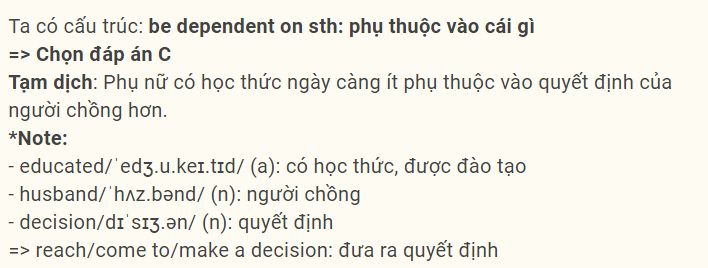 Ta có cấu trúc: be dependent on sth: phụ thuộc vào cái gì
=> Chọn đáp án C
Tạm dịch: Phụ nữ có học thức ngày càng ít phụ thuộc vào quyết định của
người chồng hơn.
*Note:
- educated/ˈedʒ.u.keɪ.tɪd/ (a): có học thức, được đào tạo
- husband/ˈhʌz.bənd/ (n): người chồng
- decision/dɪˈsɪʒ.ən/ (n): quyết định
=> reach/come to/make a decision: đưa ra quyết định